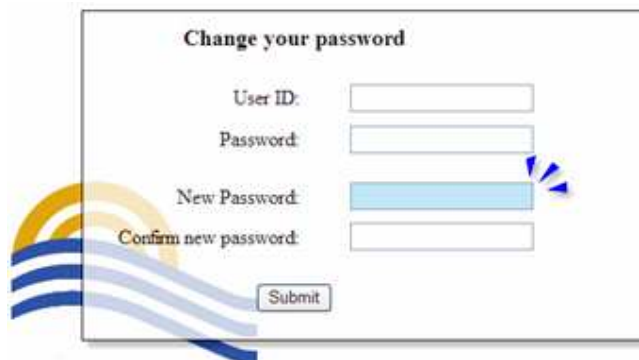 Change your password
User ID:
Password:
New Password:
Confirm new password:
Submit